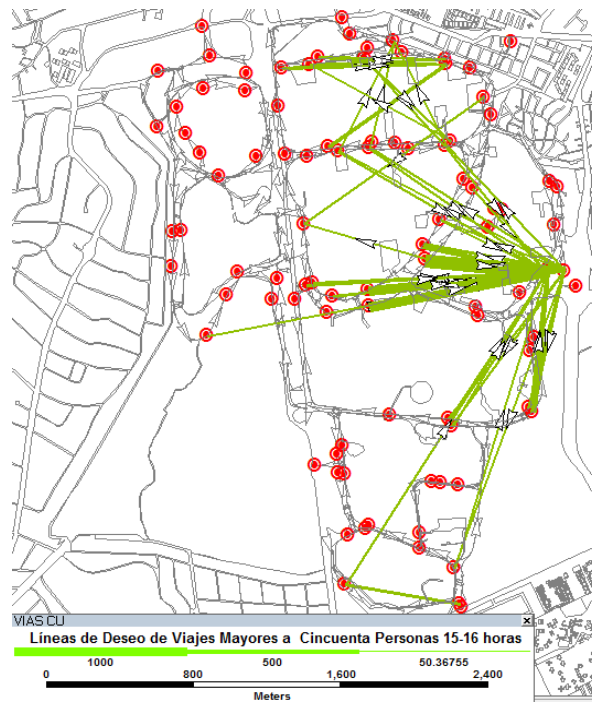 VIAS CU
Líneas de Deseo de Viajes Mayores a Cincuenta Personas 15-16 horas
1000 500 50.36755
0 800 1,600 2,400
Meters